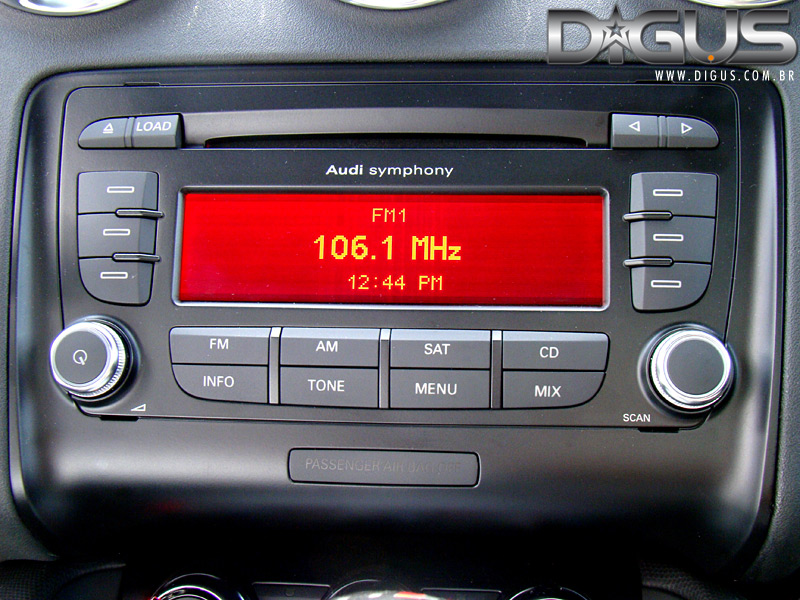 DIGUS
WWW.DIGUS.COM.BR
LOAD
Audi symphony
FM1
106.1 MHz
12:44 PM
FM AM SAT CD
INFO TONE MENU MIX
SCAN
PASSENGER AIR BAG OFF